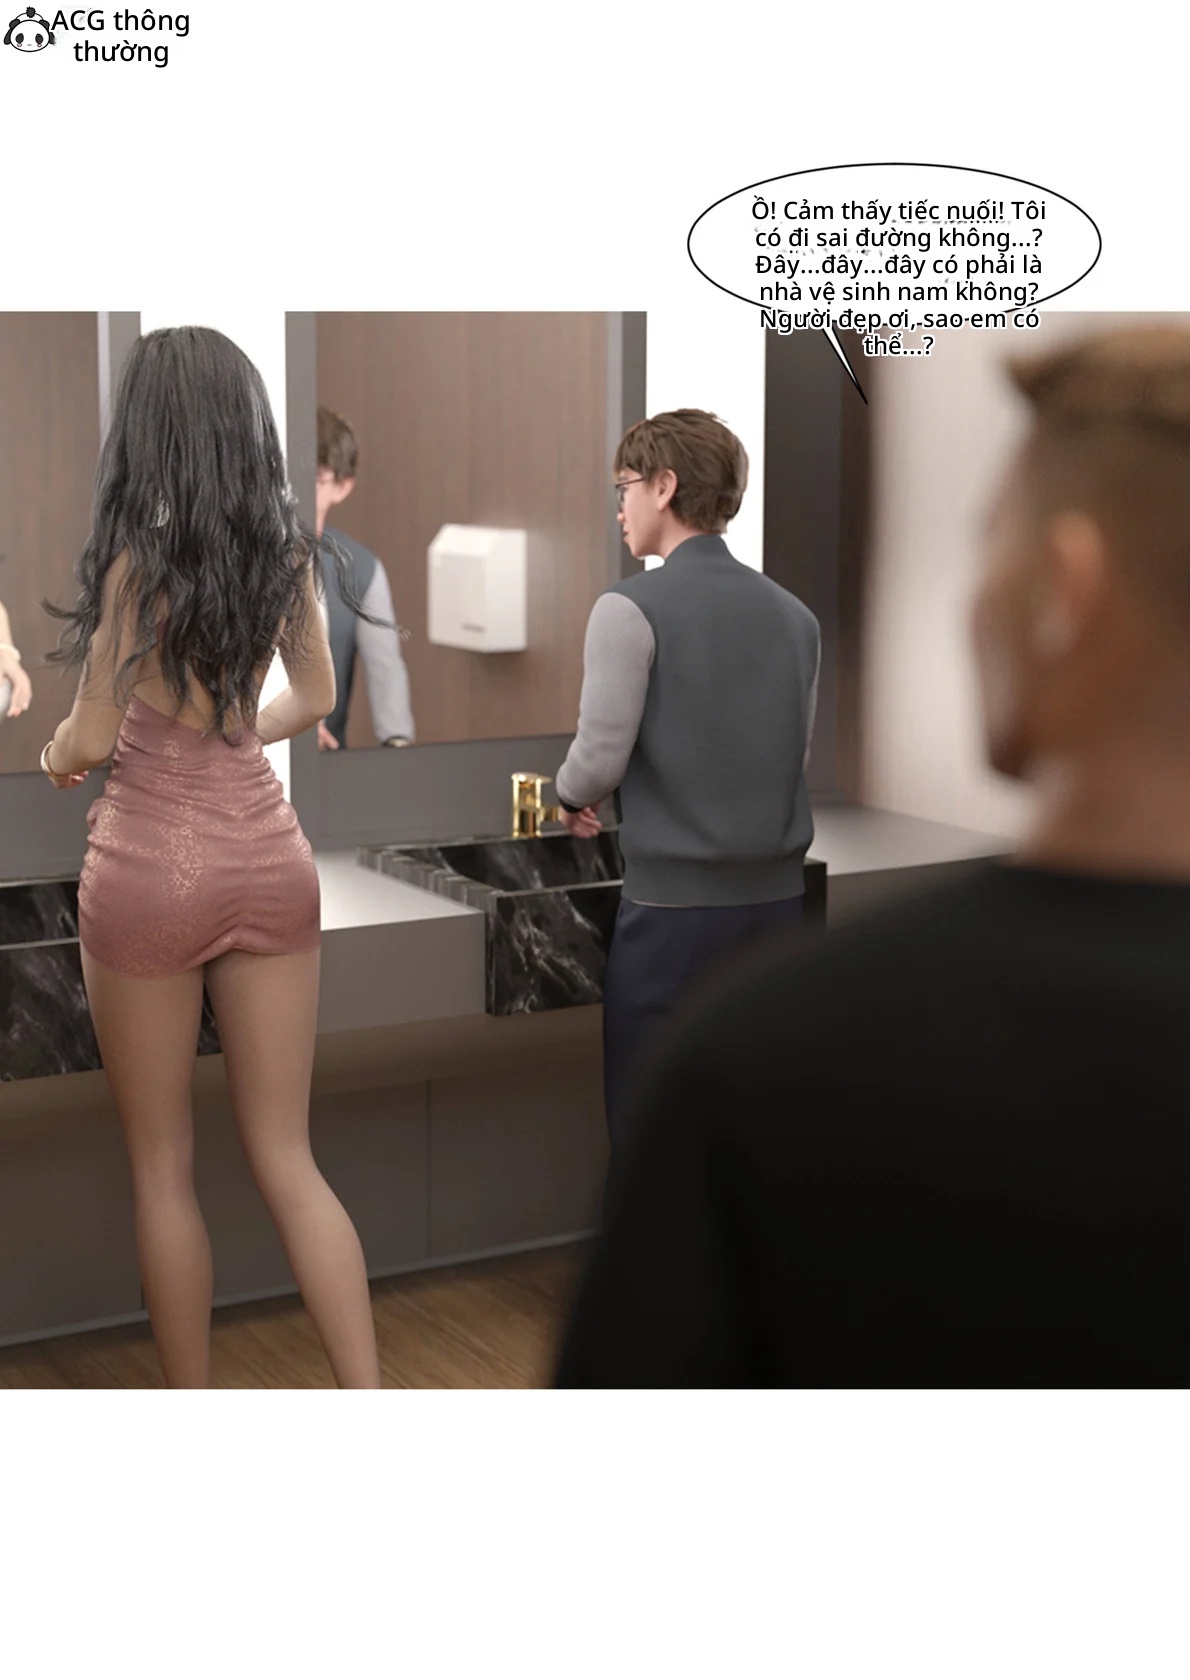 ACG thông
thường
Ồ! Cảm thấy tiếc nuối! Tôi
có đi sai đường không...?
Đây...đây...đây có phải là
nhà vệ sinh nam không?
Người đẹp ơi, sao em có
thể...?